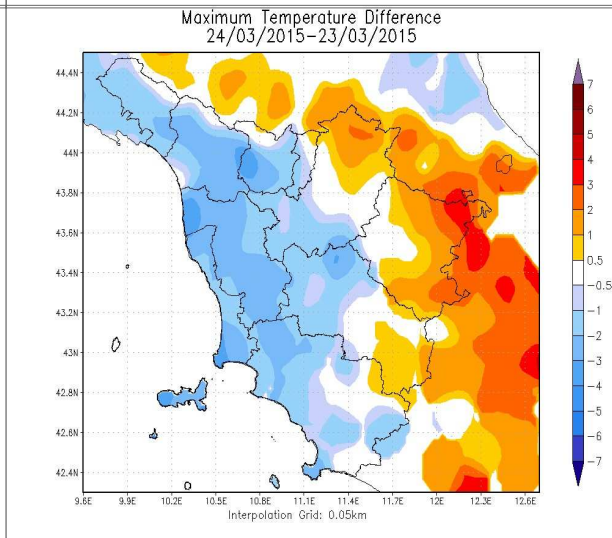 Maximum Temperature Difference
24/03/2015-23/03/2015
44.4N
44.2N
44N
43.8N
43.6N
43.4N
43.2N
43N
42.8N
42.6N
42.4N
9.6E 9.9E 10.2E 10.5E 10.8E 11.1E 11.4E 11.7E 12E 12.3E 12.6E
Interpolation Grid: 0.05km
7
6
5
4
3
2
1
0.5
-0.5
-1
-2
-3
-4
-5
-6
-7